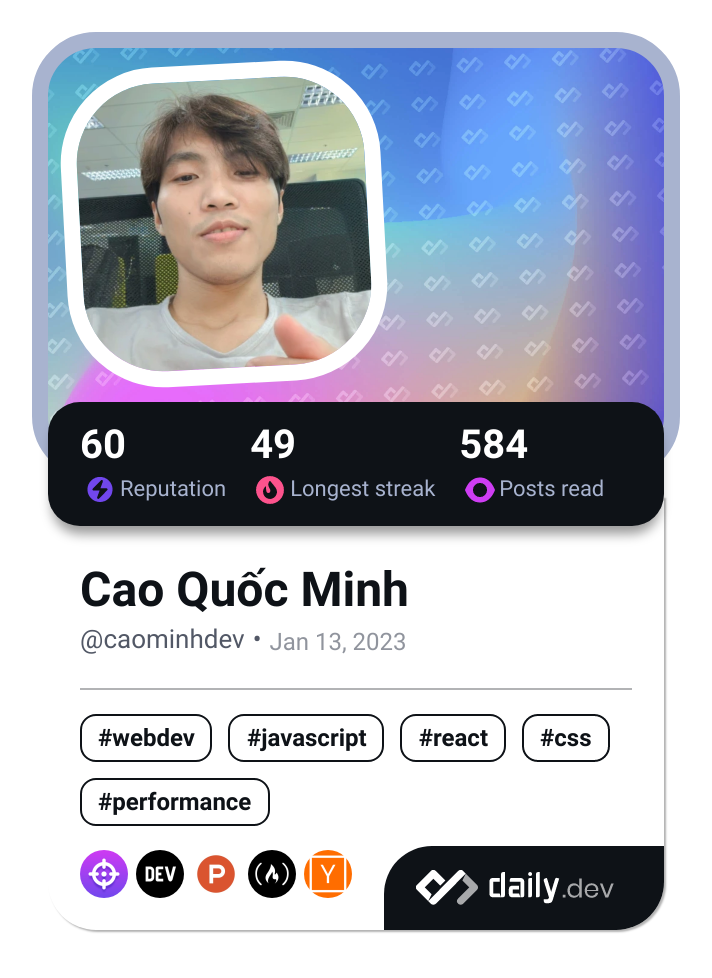 60 49 584
Reputation Longest streak Posts read
Cao Quốc Minh
@caominhdev • Jan 13, 2023
#webdev #javascript #react #css
#performance
DEV P Y daily.dev